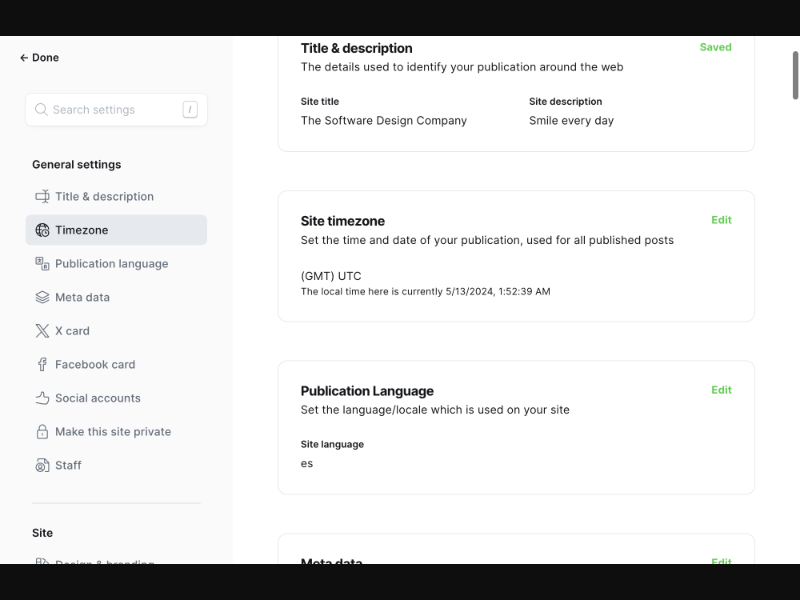 ← Done
Search settings /
General settings
Title & description
Timezone
Publication language
Meta data
X card
Facebook card
Social accounts
Make this site private
Staff
Site
Design & branding
Title & description Saved
The details used to identify your publication around the web
Site title Site description
The Software Design Company Smile every day
Site timezone Edit
Set the time and date of your publication, used for all published posts
(GMT) UTC
The local time here is currently 5/13/2024, 1:52:39 AM
Publication Language Edit
Set the language/locale which is used on your site
Site language
es
Meta data Edit